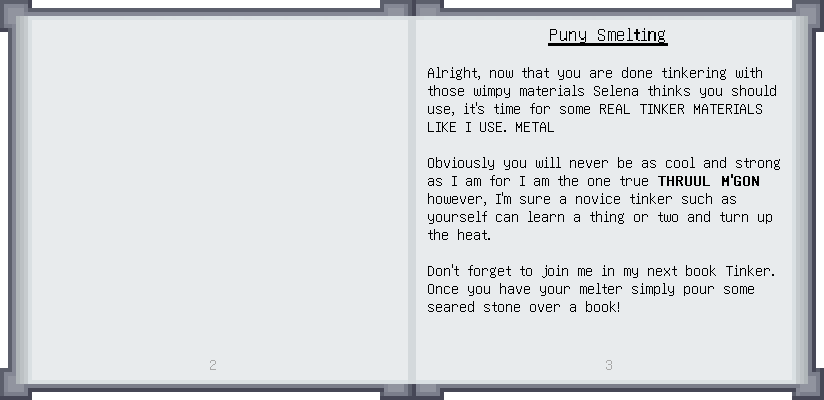 Puny Smelting
Alright, now that you are done tinkering with
those wimpy materials Selena thinks you should
use, it's time for some REAL TINKER MATERIALS
LIKE I USE. METAL
Obviously you will never be as cool and strong
as I am for I am the one true THRUUL M'GON
however, I'm sure a novice tinker such as
yourself can learn a thing or two and turn up
the heat.
Don't forget to join me in my next book Tinker.
Once you have your melter simply pour some
seared stone over a book!
2
3